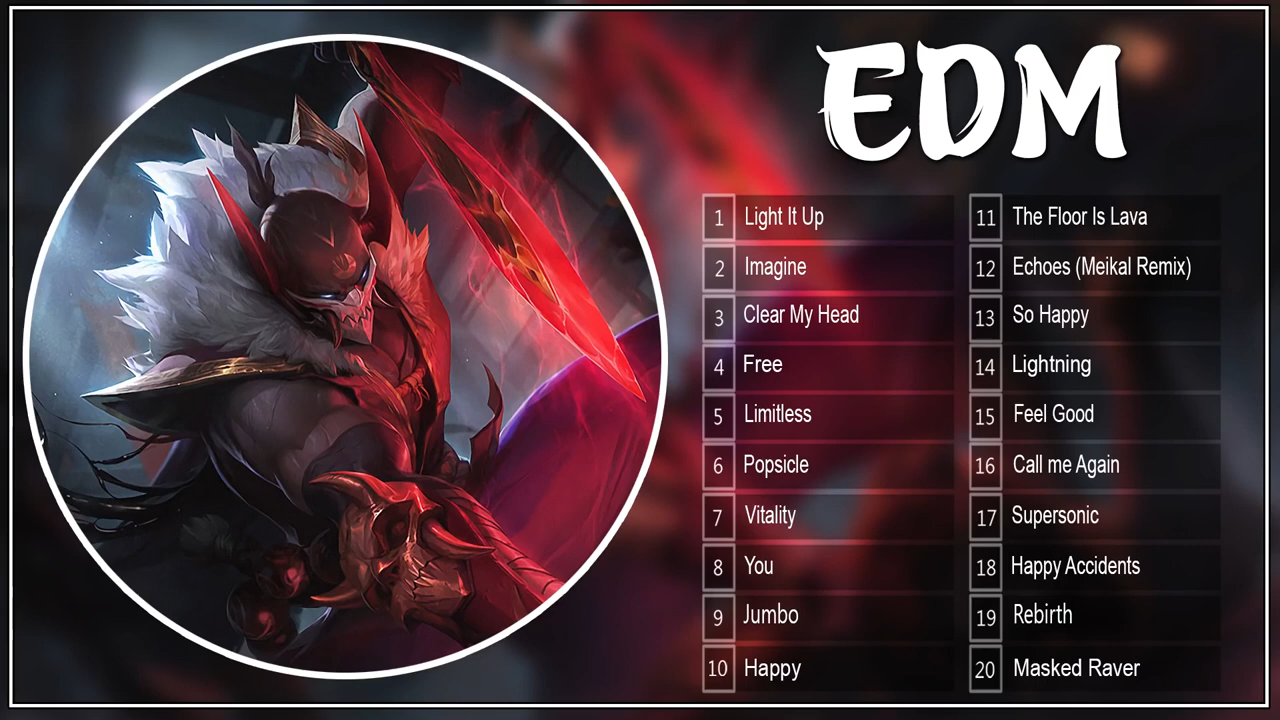 EDM
1 Light It Up
2 Imagine
3 Clear My Head
4 Free
5 Limitless
6 Popsicle
7 Vitality
8 You
9 Jumbo
10 Happy
11 The Floor Is Lava
12 Echoes (Meikal Remix)
13 So Happy
14 Lightning
15 Feel Good
16 Call me Again
17 Supersonic
18 Happy Accidents
19 Rebirth
20 Masked Raver